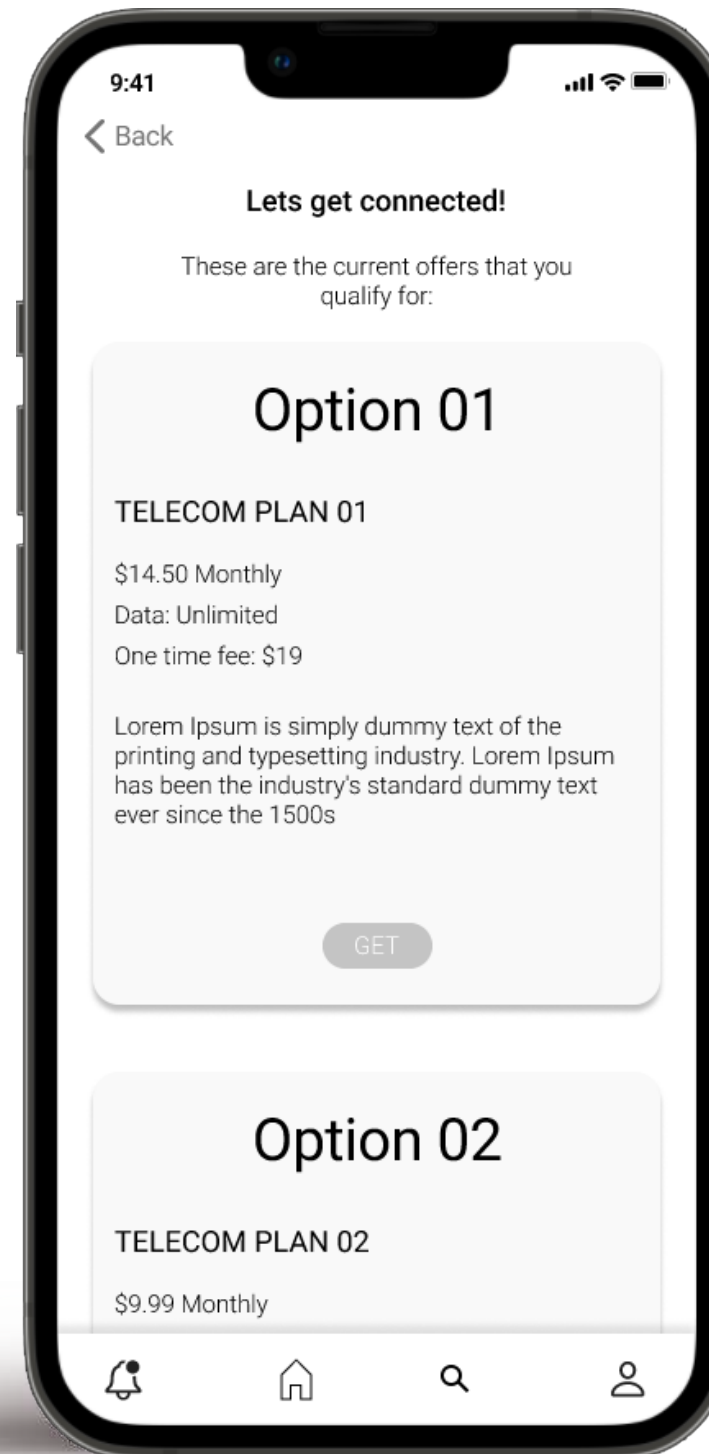 9:41
Back
Lets get connected!
These are the current offers that you
qualify for:
Option 01
TELECOM PLAN 01
$14.50 Monthly
Data: Unlimited
One time fee: $19
Lorem Ipsum is simply dummy text of the
printing and typesetting industry. Lorem Ipsum
has been the industry's standard dummy text
ever since the 1500s
GET
Option 02
TELECOM PLAN 02
$9.99 Monthly